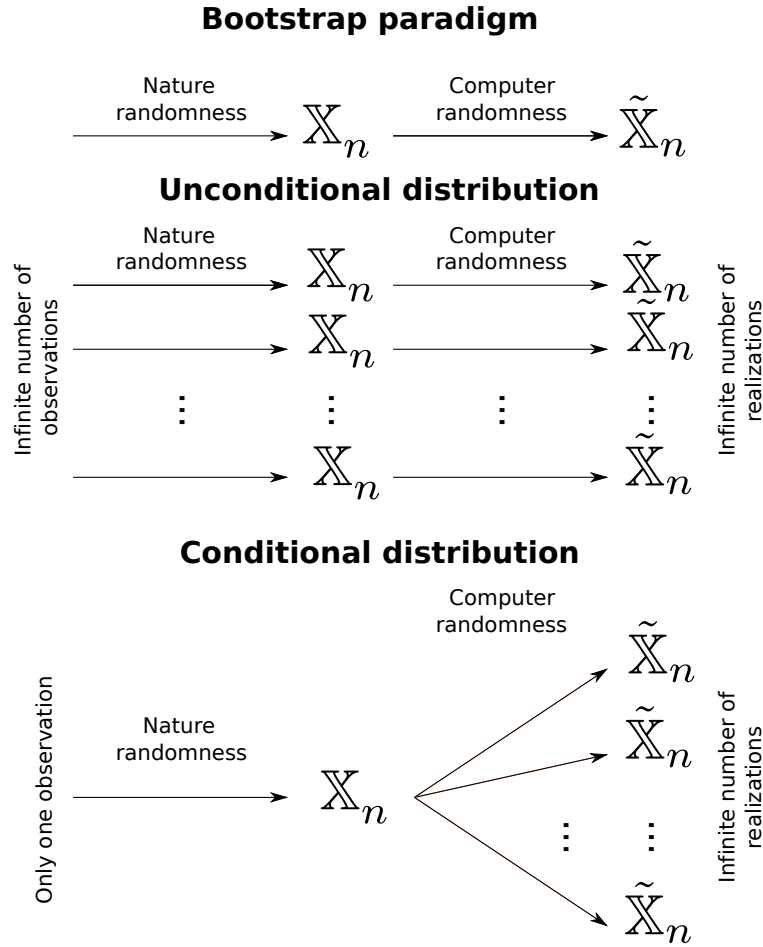 Bootstrap paradigm
Nature
randomness
Computer
randomness
𝕏n
𝕏̃n
Unconditional distribution
Infinite number of
observations
Nature
randomness
Computer
randomness
𝕏n
𝕏̃n
𝕏n
𝕏̃n
⋮ ⋮ ⋮ ⋮
𝕏n
𝕏̃n
Infinite number of
realizations
Conditional distribution
Only one observation
Nature
randomness
𝕏n
Computer
randomness
𝕏̃n
𝕏̃n
⋮ ⋮
𝕏̃n
Infinite number of
realizations